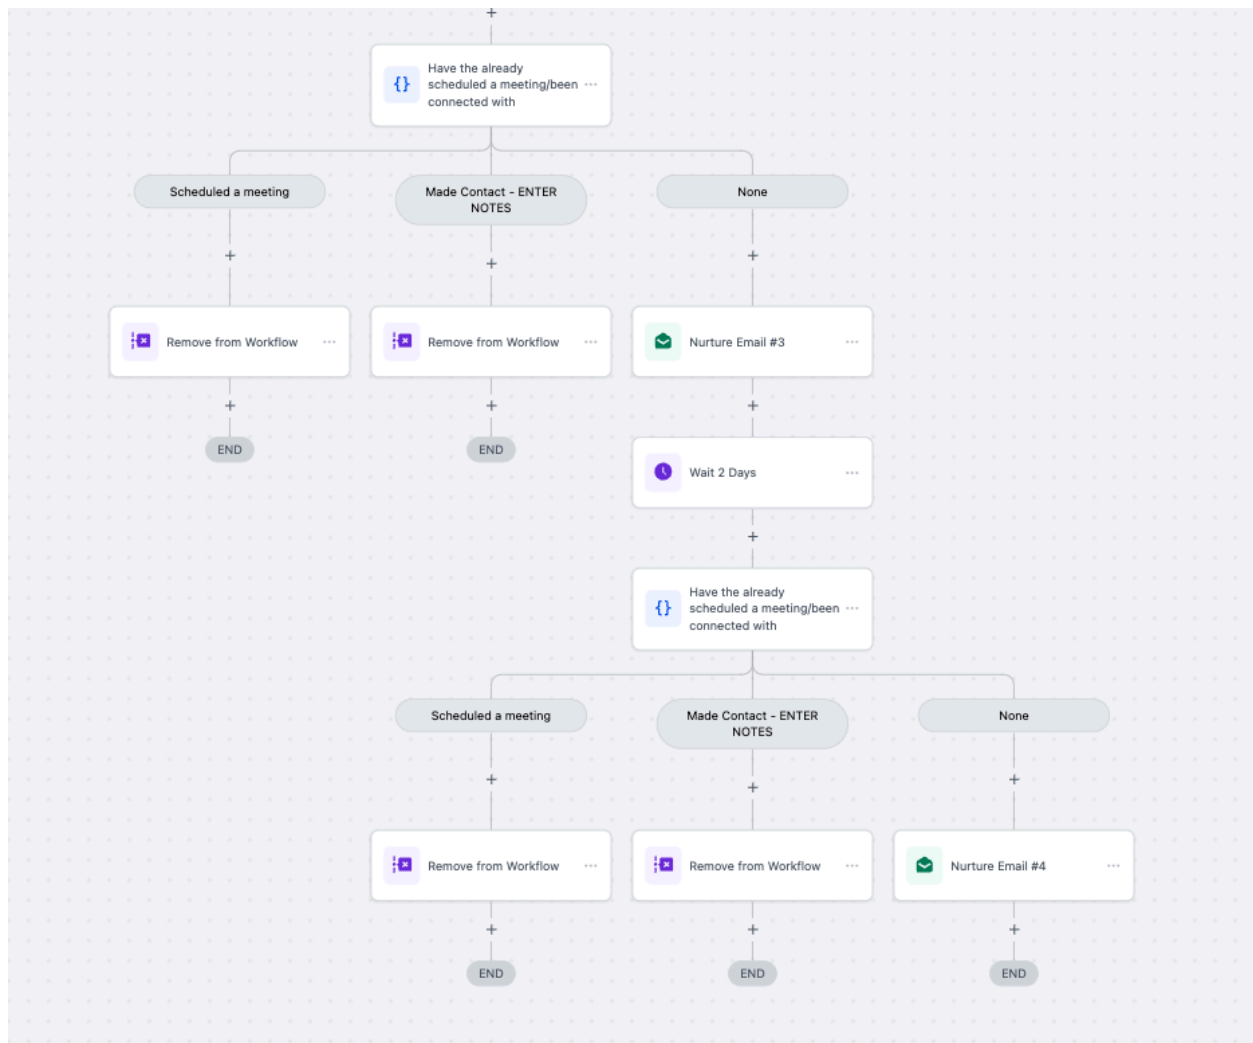 Have the already
scheduled a meeting/been
connected with
Scheduled a meeting
Made Contact - ENTER
NOTES
None
Remove from Workflow
Remove from Workflow
Nurture Email #3
END
END
Wait 2 Days
Have the already
scheduled a meeting/been
connected with
Scheduled a meeting
Made Contact - ENTER
NOTES
None
Remove from Workflow
Remove from Workflow
Nurture Email #4
END
END
END